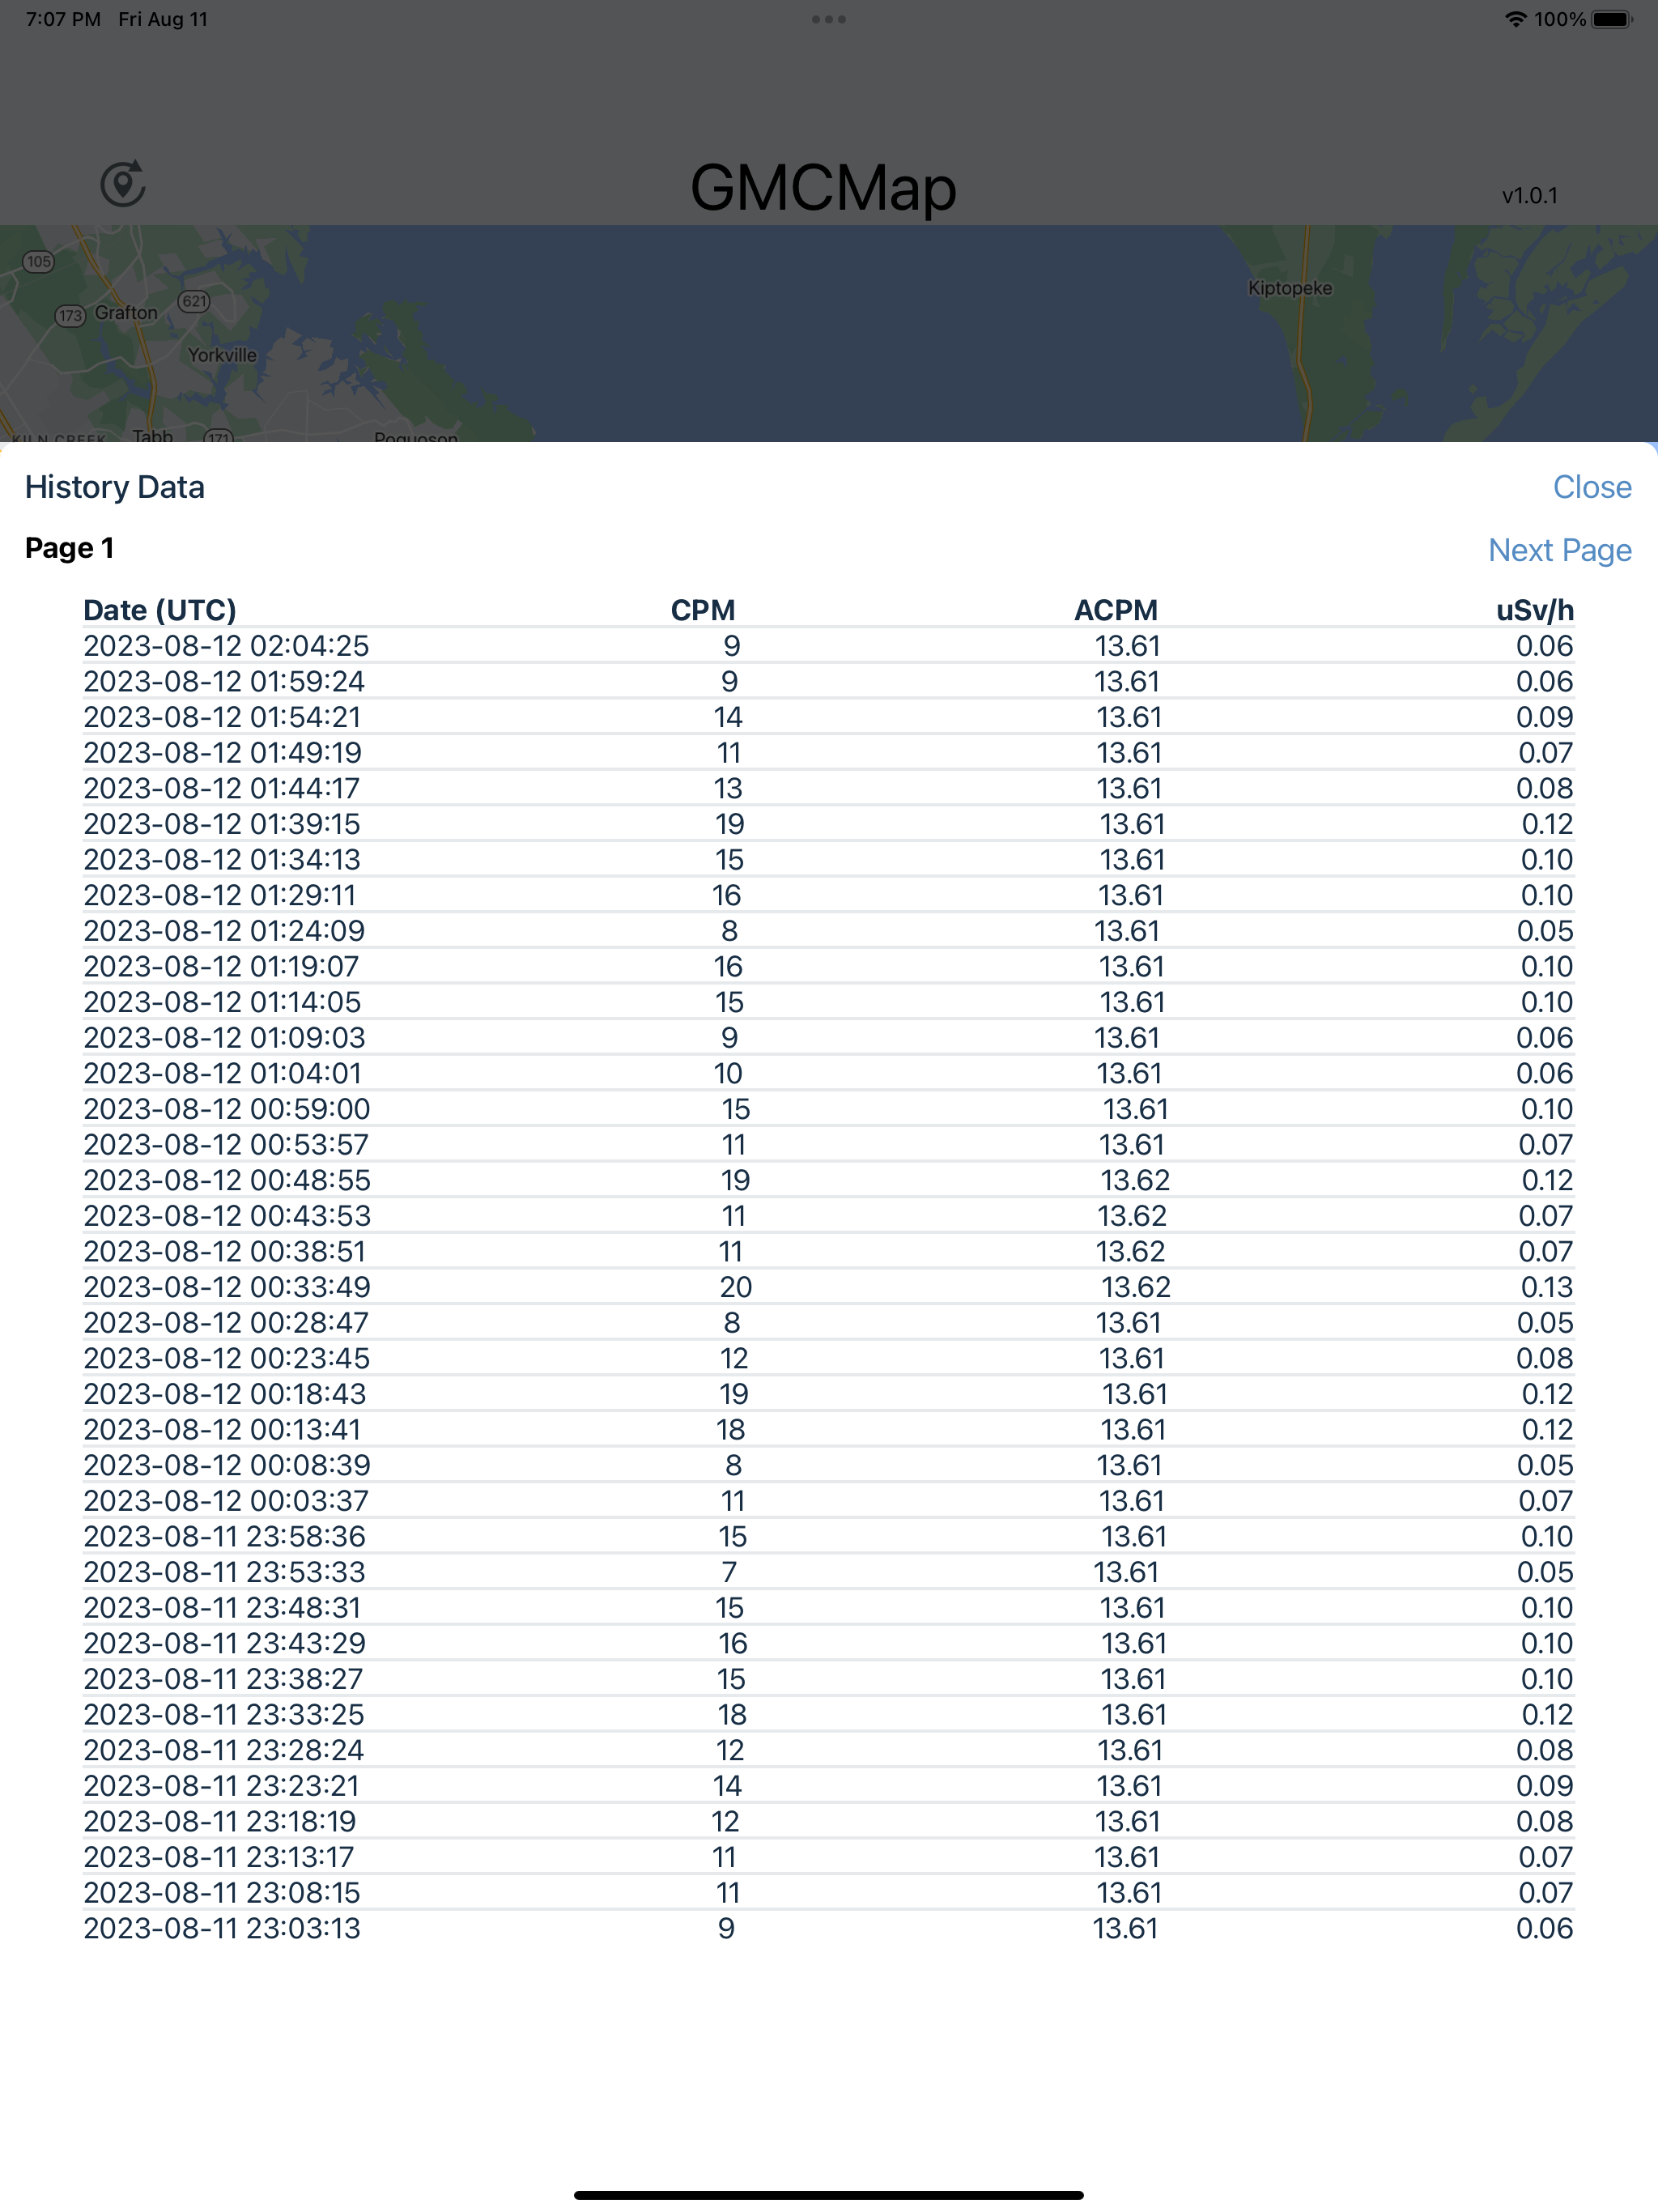 7:07 PM Fri Aug 11 100%
GMCMap
v1.0.1
105
Kiptopeke
621
173 Grafton
Yorkville
KILN CREEK Tabb 171 Poquoson
History Data Close
Page 1 Next Page
Date (UTC) CPM ACPM uSv/h
2023-08-12 02:04:25 9 13.61 0.06
2023-08-12 01:59:24 9 13.61 0.06
2023-08-12 01:54:21 14 13.61 0.09
2023-08-12 01:49:19 11 13.61 0.07
2023-08-12 01:44:17 13 13.61 0.08
2023-08-12 01:39:15 19 13.61 0.12
2023-08-12 01:34:13 15 13.61 0.10
2023-08-12 01:29:11 16 13.61 0.10
2023-08-12 01:24:09 8 13.61 0.05
2023-08-12 01:19:07 16 13.61 0.10
2023-08-12 01:14:05 15 13.61 0.10
2023-08-12 01:09:03 9 13.61 0.06
2023-08-12 01:04:01 10 13.61 0.06
2023-08-12 00:59:00 15 13.61 0.10
2023-08-12 00:53:57 11 13.61 0.07
2023-08-12 00:48:55 19 13.62 0.12
2023-08-12 00:43:53 11 13.62 0.07
2023-08-12 00:38:51 11 13.62 0.07
2023-08-12 00:33:49 20 13.62 0.13
2023-08-12 00:28:47 8 13.61 0.05
2023-08-12 00:23:45 12 13.61 0.08
2023-08-12 00:18:43 19 13.61 0.12
2023-08-12 00:13:41 18 13.61 0.12
2023-08-12 00:08:39 8 13.61 0.05
2023-08-12 00:03:37 11 13.61 0.07
2023-08-11 23:58:36 15 13.61 0.10
2023-08-11 23:53:33 7 13.61 0.05
2023-08-11 23:48:31 15 13.61 0.10
2023-08-11 23:43:29 16 13.61 0.10
2023-08-11 23:38:27 15 13.61 0.10
2023-08-11 23:33:25 18 13.61 0.12
2023-08-11 23:28:24 12 13.61 0.08
2023-08-11 23:23:21 14 13.61 0.09
2023-08-11 23:18:19 12 13.61 0.08
2023-08-11 23:13:17 11 13.61 0.07
2023-08-11 23:08:15 11 13.61 0.07
2023-08-11 23:03:13 9 13.61 0.06